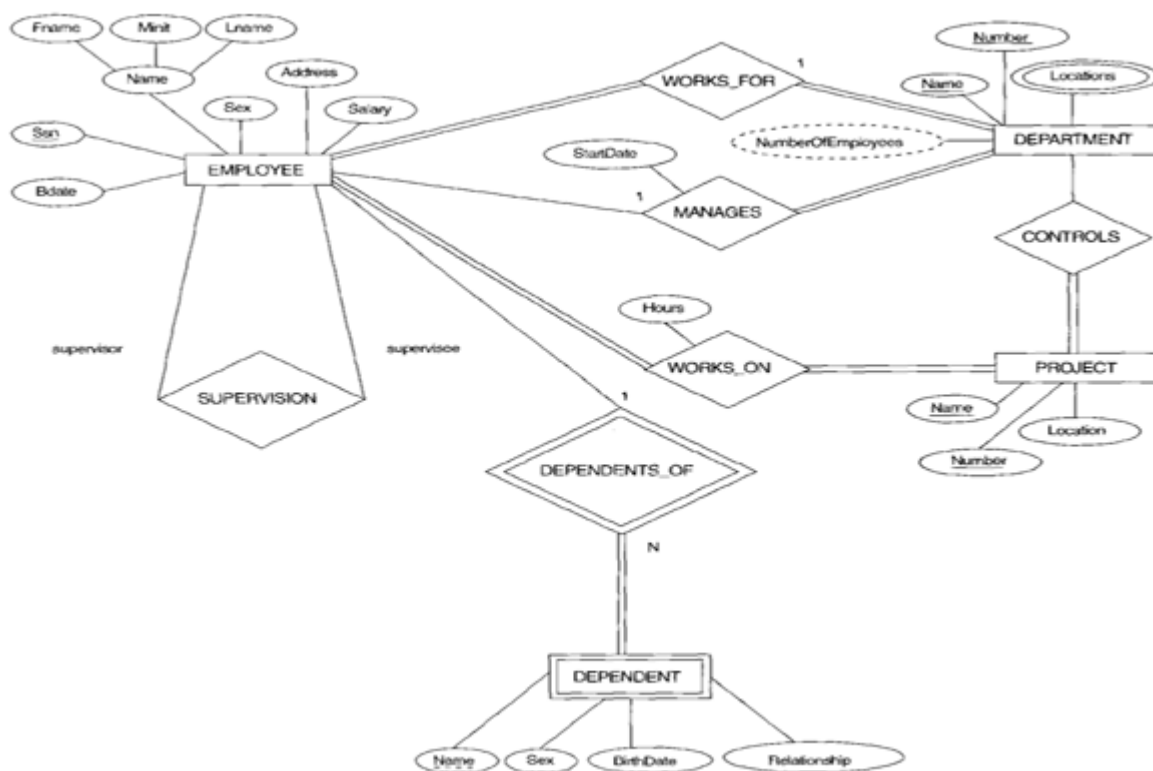 Fname
Minit
Lname
Number
Name
Address
WORKS_FOR
1
Name
Locations
Sex
Salary
Ssn
StartDate
NumberOfEmployees
DEPARTMENT
EMPLOYEE
Bdate
1
MANAGES
CONTROLS
Hours
supervisor
supervisee
WORKS_ON
PROJECT
SUPERVISION
1
Name
Location
Number
DEPENDENTS_OF
N
DEPENDENT
Name
Sex
BirthDate
Relationship